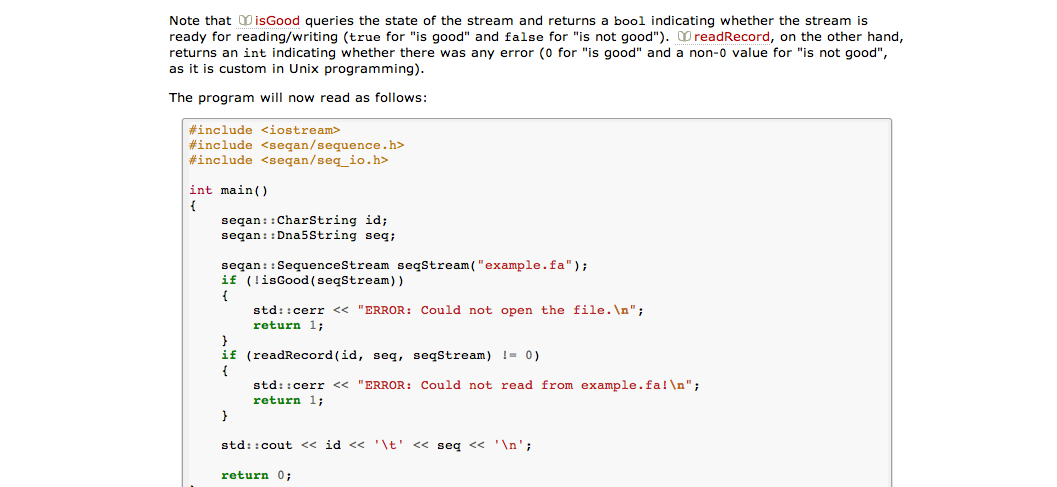 Note that isGood queries the state of the stream and returns a bool indicating whether the stream is
ready for reading/writing (true for "is good" and false for "is not good"). readRecord, on the other hand,
returns an int indicating whether there was any error (0 for "is good" and a non-0 value for "is not good",
as it is custom in Unix programming).
The program will now read as follows:
#include <iostream>
#include <seqan/sequence.h>
#include <seqan/seq_io.h>
int main()
{
    seqan::CharString id;
    seqan::Dna5String seq;
    seqan::SequenceStream seqStream("example.fa");
    if (!isGood(seqStream))
    {
        std::cerr << "ERROR: Could not open the file.\n";
        return 1;
    }
    if (readRecord(id, seq, seqStream) != 0)
    {
        std::cerr << "ERROR: Could not read from example.fa!\n";
        return 1;
    }
    std::cout << id << '\t' << seq << '\n';
    return 0;